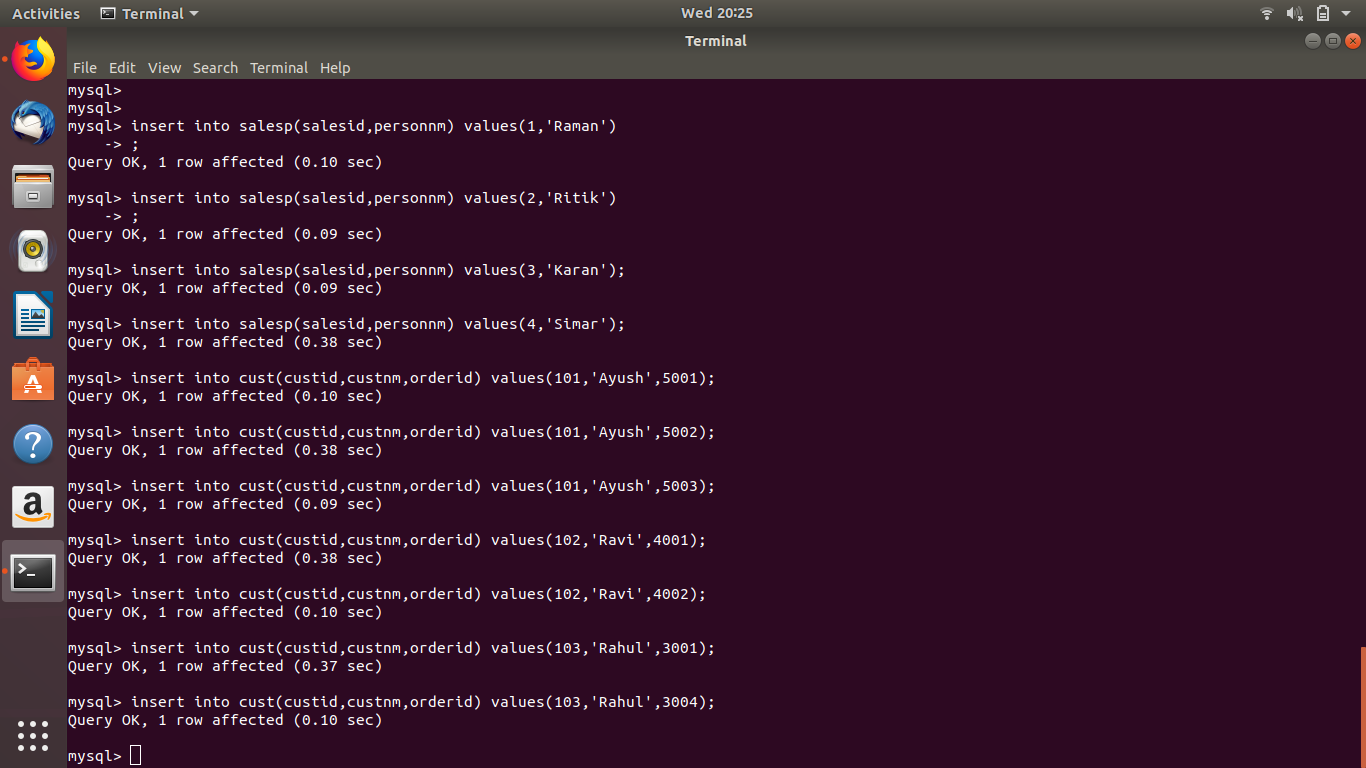 Activities Terminal Wed 20:25
Terminal
File Edit View Search Terminal Help
mysql>
mysql>
mysql> insert into salesp(salesid,personnm) values(1,'Raman')
    -> ;
Query OK, 1 row affected (0.10 sec)
mysql> insert into salesp(salesid,personnm) values(2,'Ritik')
    -> ;
Query OK, 1 row affected (0.09 sec)
mysql> insert into salesp(salesid,personnm) values(3,'Karan');
Query OK, 1 row affected (0.09 sec)
mysql> insert into salesp(salesid,personnm) values(4,'Simar');
Query OK, 1 row affected (0.38 sec)
mysql> insert into cust(custid,custnm,orderid) values(101,'Ayush',5001);
Query OK, 1 row affected (0.10 sec)
mysql> insert into cust(custid,custnm,orderid) values(101,'Ayush',5002);
Query OK, 1 row affected (0.38 sec)
mysql> insert into cust(custid,custnm,orderid) values(101,'Ayush',5003);
Query OK, 1 row affected (0.09 sec)
mysql> insert into cust(custid,custnm,orderid) values(102,'Ravi',4001);
Query OK, 1 row affected (0.38 sec)
mysql> insert into cust(custid,custnm,orderid) values(102,'Ravi',4002);
Query OK, 1 row affected (0.10 sec)
mysql> insert into cust(custid,custnm,orderid) values(103,'Rahul',3001);
Query OK, 1 row affected (0.37 sec)
mysql> insert into cust(custid,custnm,orderid) values(103,'Rahul',3004);
Query OK, 1 row affected (0.10 sec)
mysql>